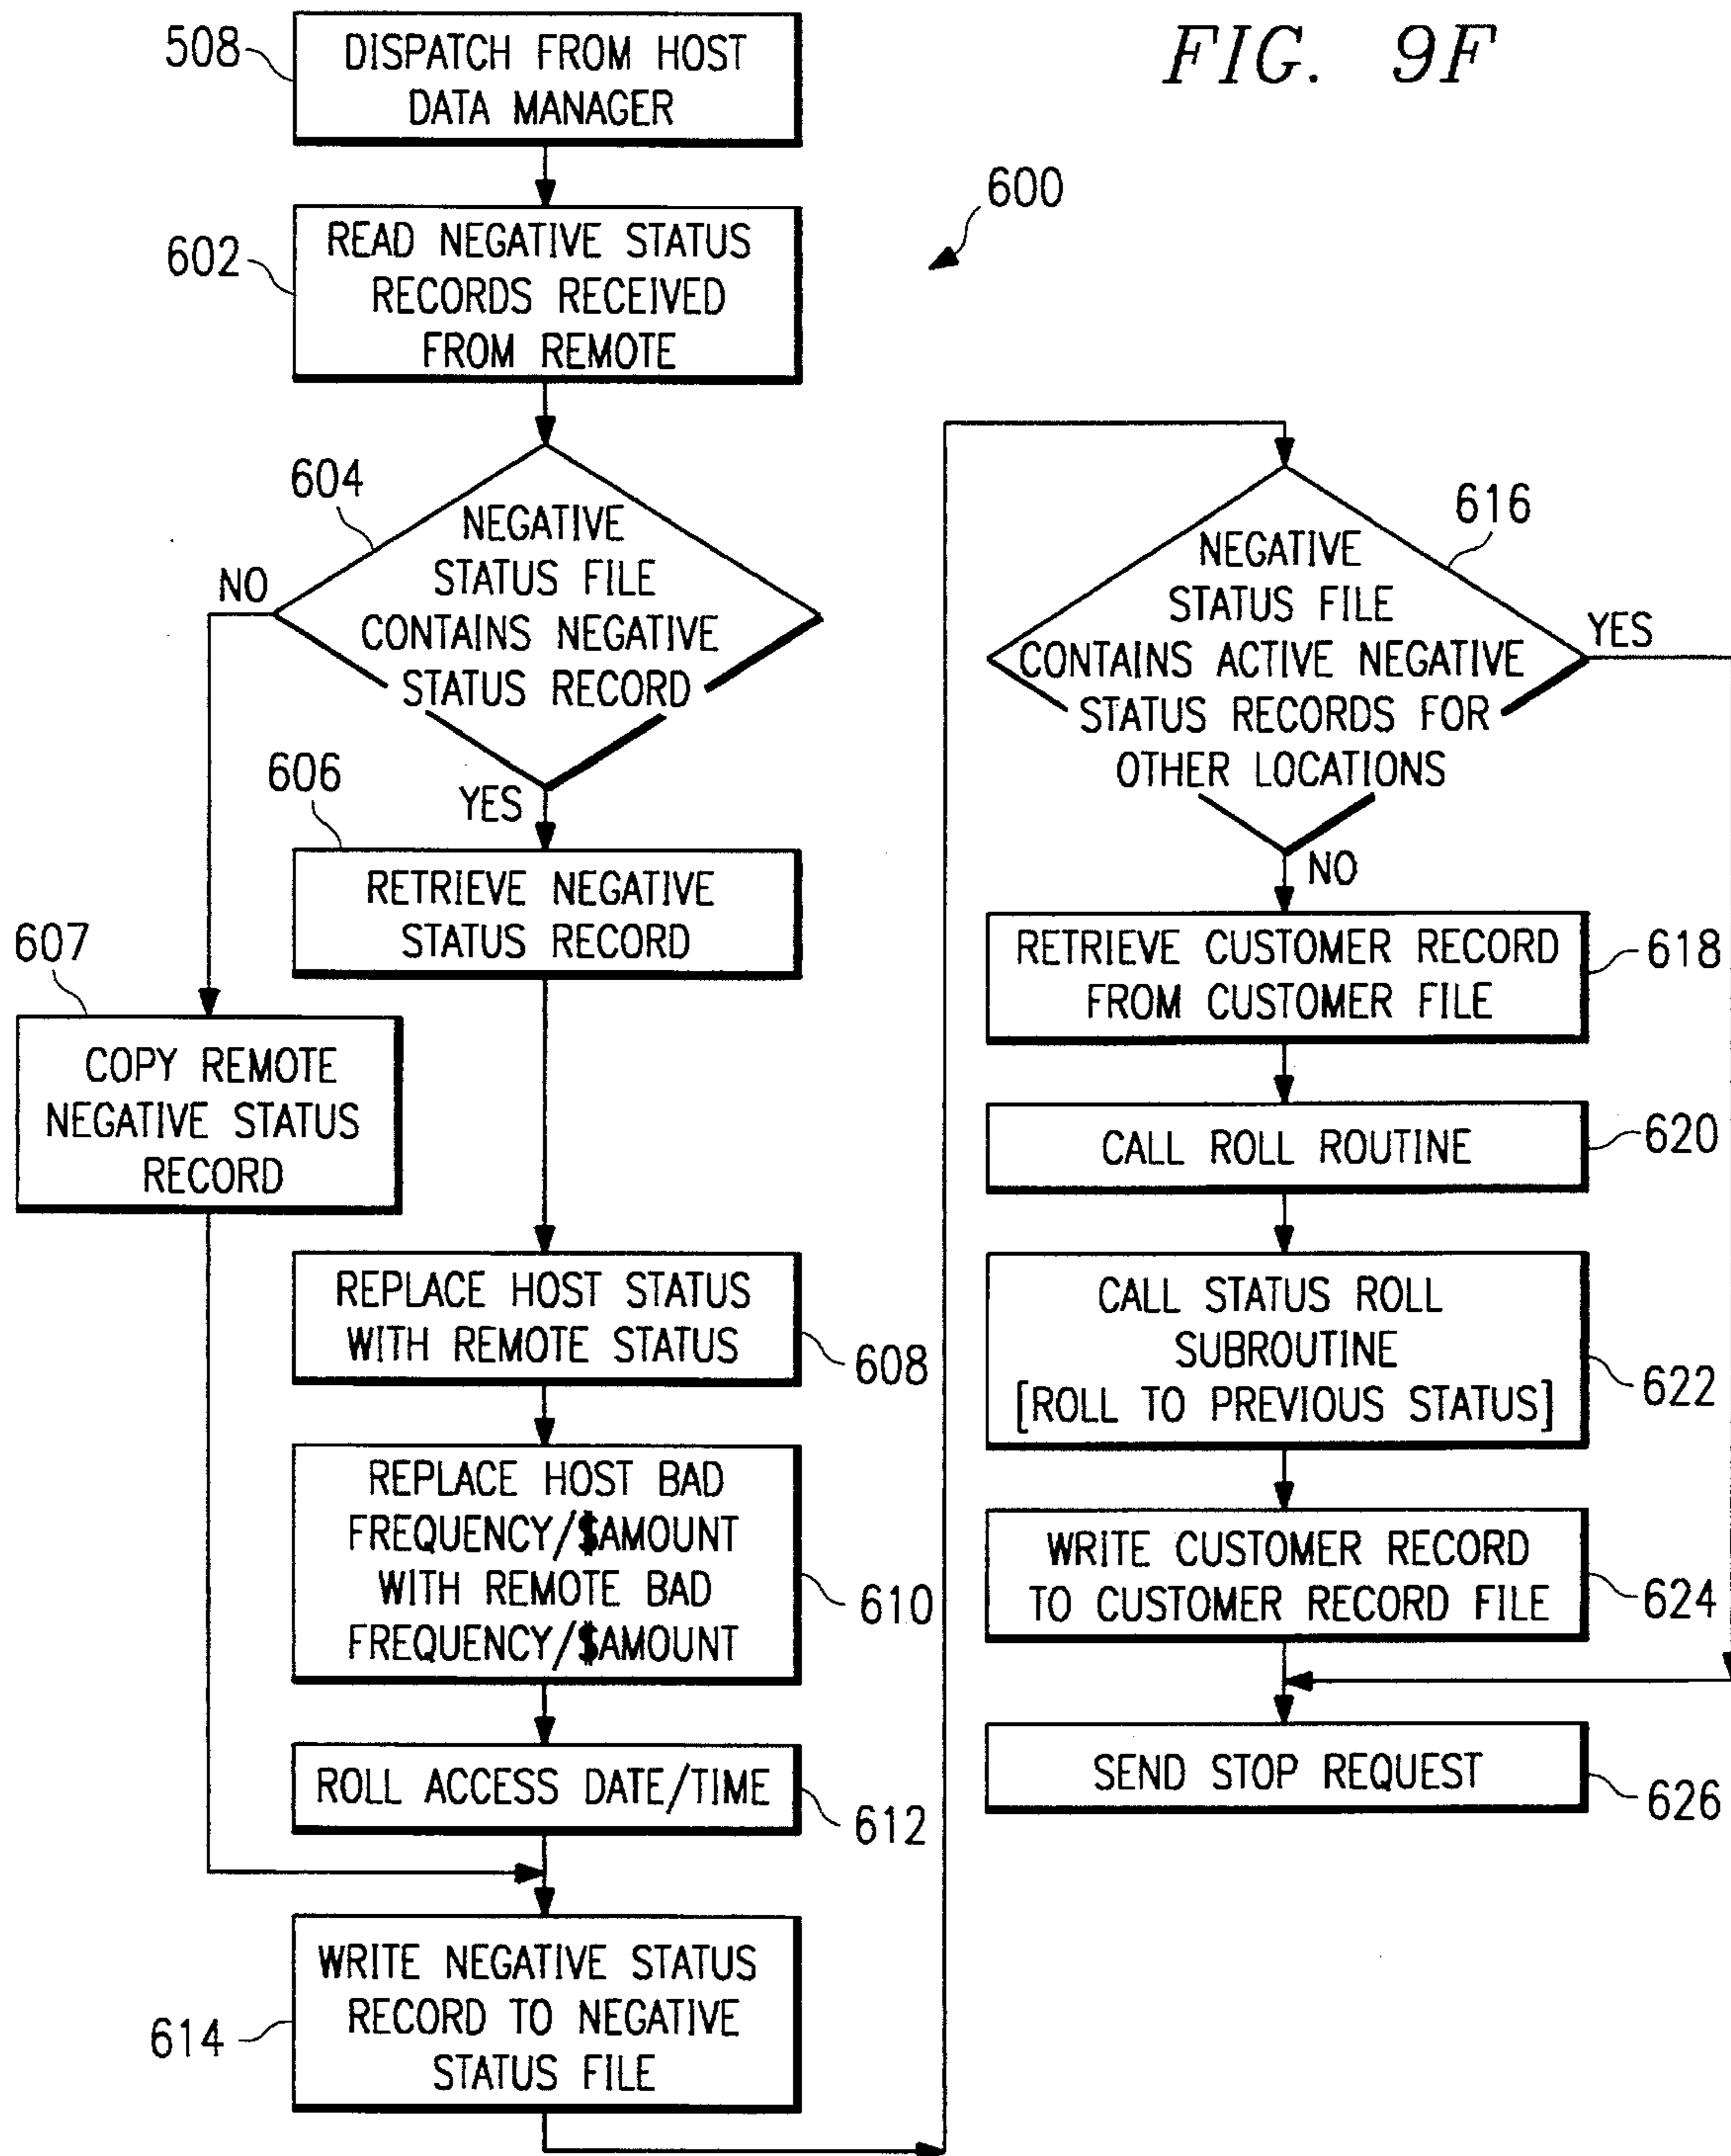 FIG. 9F
508
DISPATCH FROM HOST
DATA MANAGER
600
602
READ NEGATIVE STATUS
RECORDS RECEIVED
FROM REMOTE
604
NEGATIVE
STATUS FILE
CONTAINS NEGATIVE
STATUS RECORD
NO
YES
606
RETRIEVE NEGATIVE
STATUS RECORD
607
COPY REMOTE
NEGATIVE STATUS
RECORD
REPLACE HOST STATUS
WITH REMOTE STATUS
608
REPLACE HOST BAD
FREQUENCY/$AMOUNT
WITH REMOTE BAD
FREQUENCY/$AMOUNT
610
ROLL ACCESS DATE/TIME
612
WRITE NEGATIVE STATUS
RECORD TO NEGATIVE
STATUS FILE
614
616
NEGATIVE
STATUS FILE
CONTAINS ACTIVE NEGATIVE
STATUS RECORDS FOR
OTHER LOCATIONS
YES
NO
RETRIEVE CUSTOMER RECORD
FROM CUSTOMER FILE
618
CALL ROLL ROUTINE
620
CALL STATUS ROLL
SUBROUTINE
[ROLL TO PREVIOUS STATUS]
622
WRITE CUSTOMER RECORD
TO CUSTOMER RECORD FILE
624
SEND STOP REQUEST
626